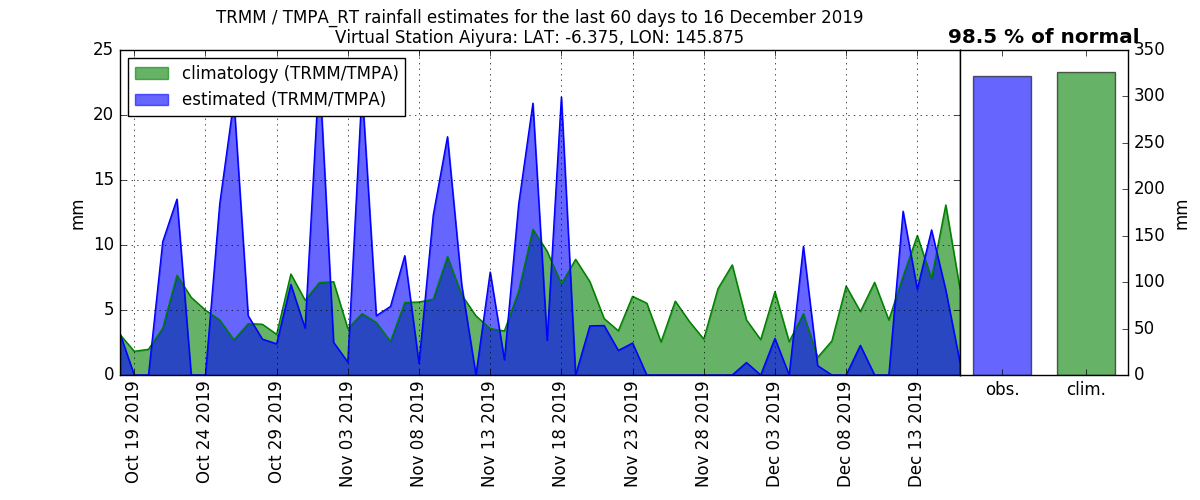 TRMM / TMPA_RT rainfall estimates for the last 60 days to 16 December 2019
Virtual Station Aiyura: LAT: -6.375, LON: 145.875
98.5 % of normal
climatology (TRMM/TMPA)
estimated (TRMM/TMPA)
25
20
15
10
5
0
mm
350
300
250
200
150
100
50
0
mm
Oct 19 2019
Oct 24 2019
Oct 29 2019
Nov 03 2019
Nov 08 2019
Nov 13 2019
Nov 18 2019
Nov 23 2019
Nov 28 2019
Dec 03 2019
Dec 08 2019
Dec 13 2019
obs.
clim.